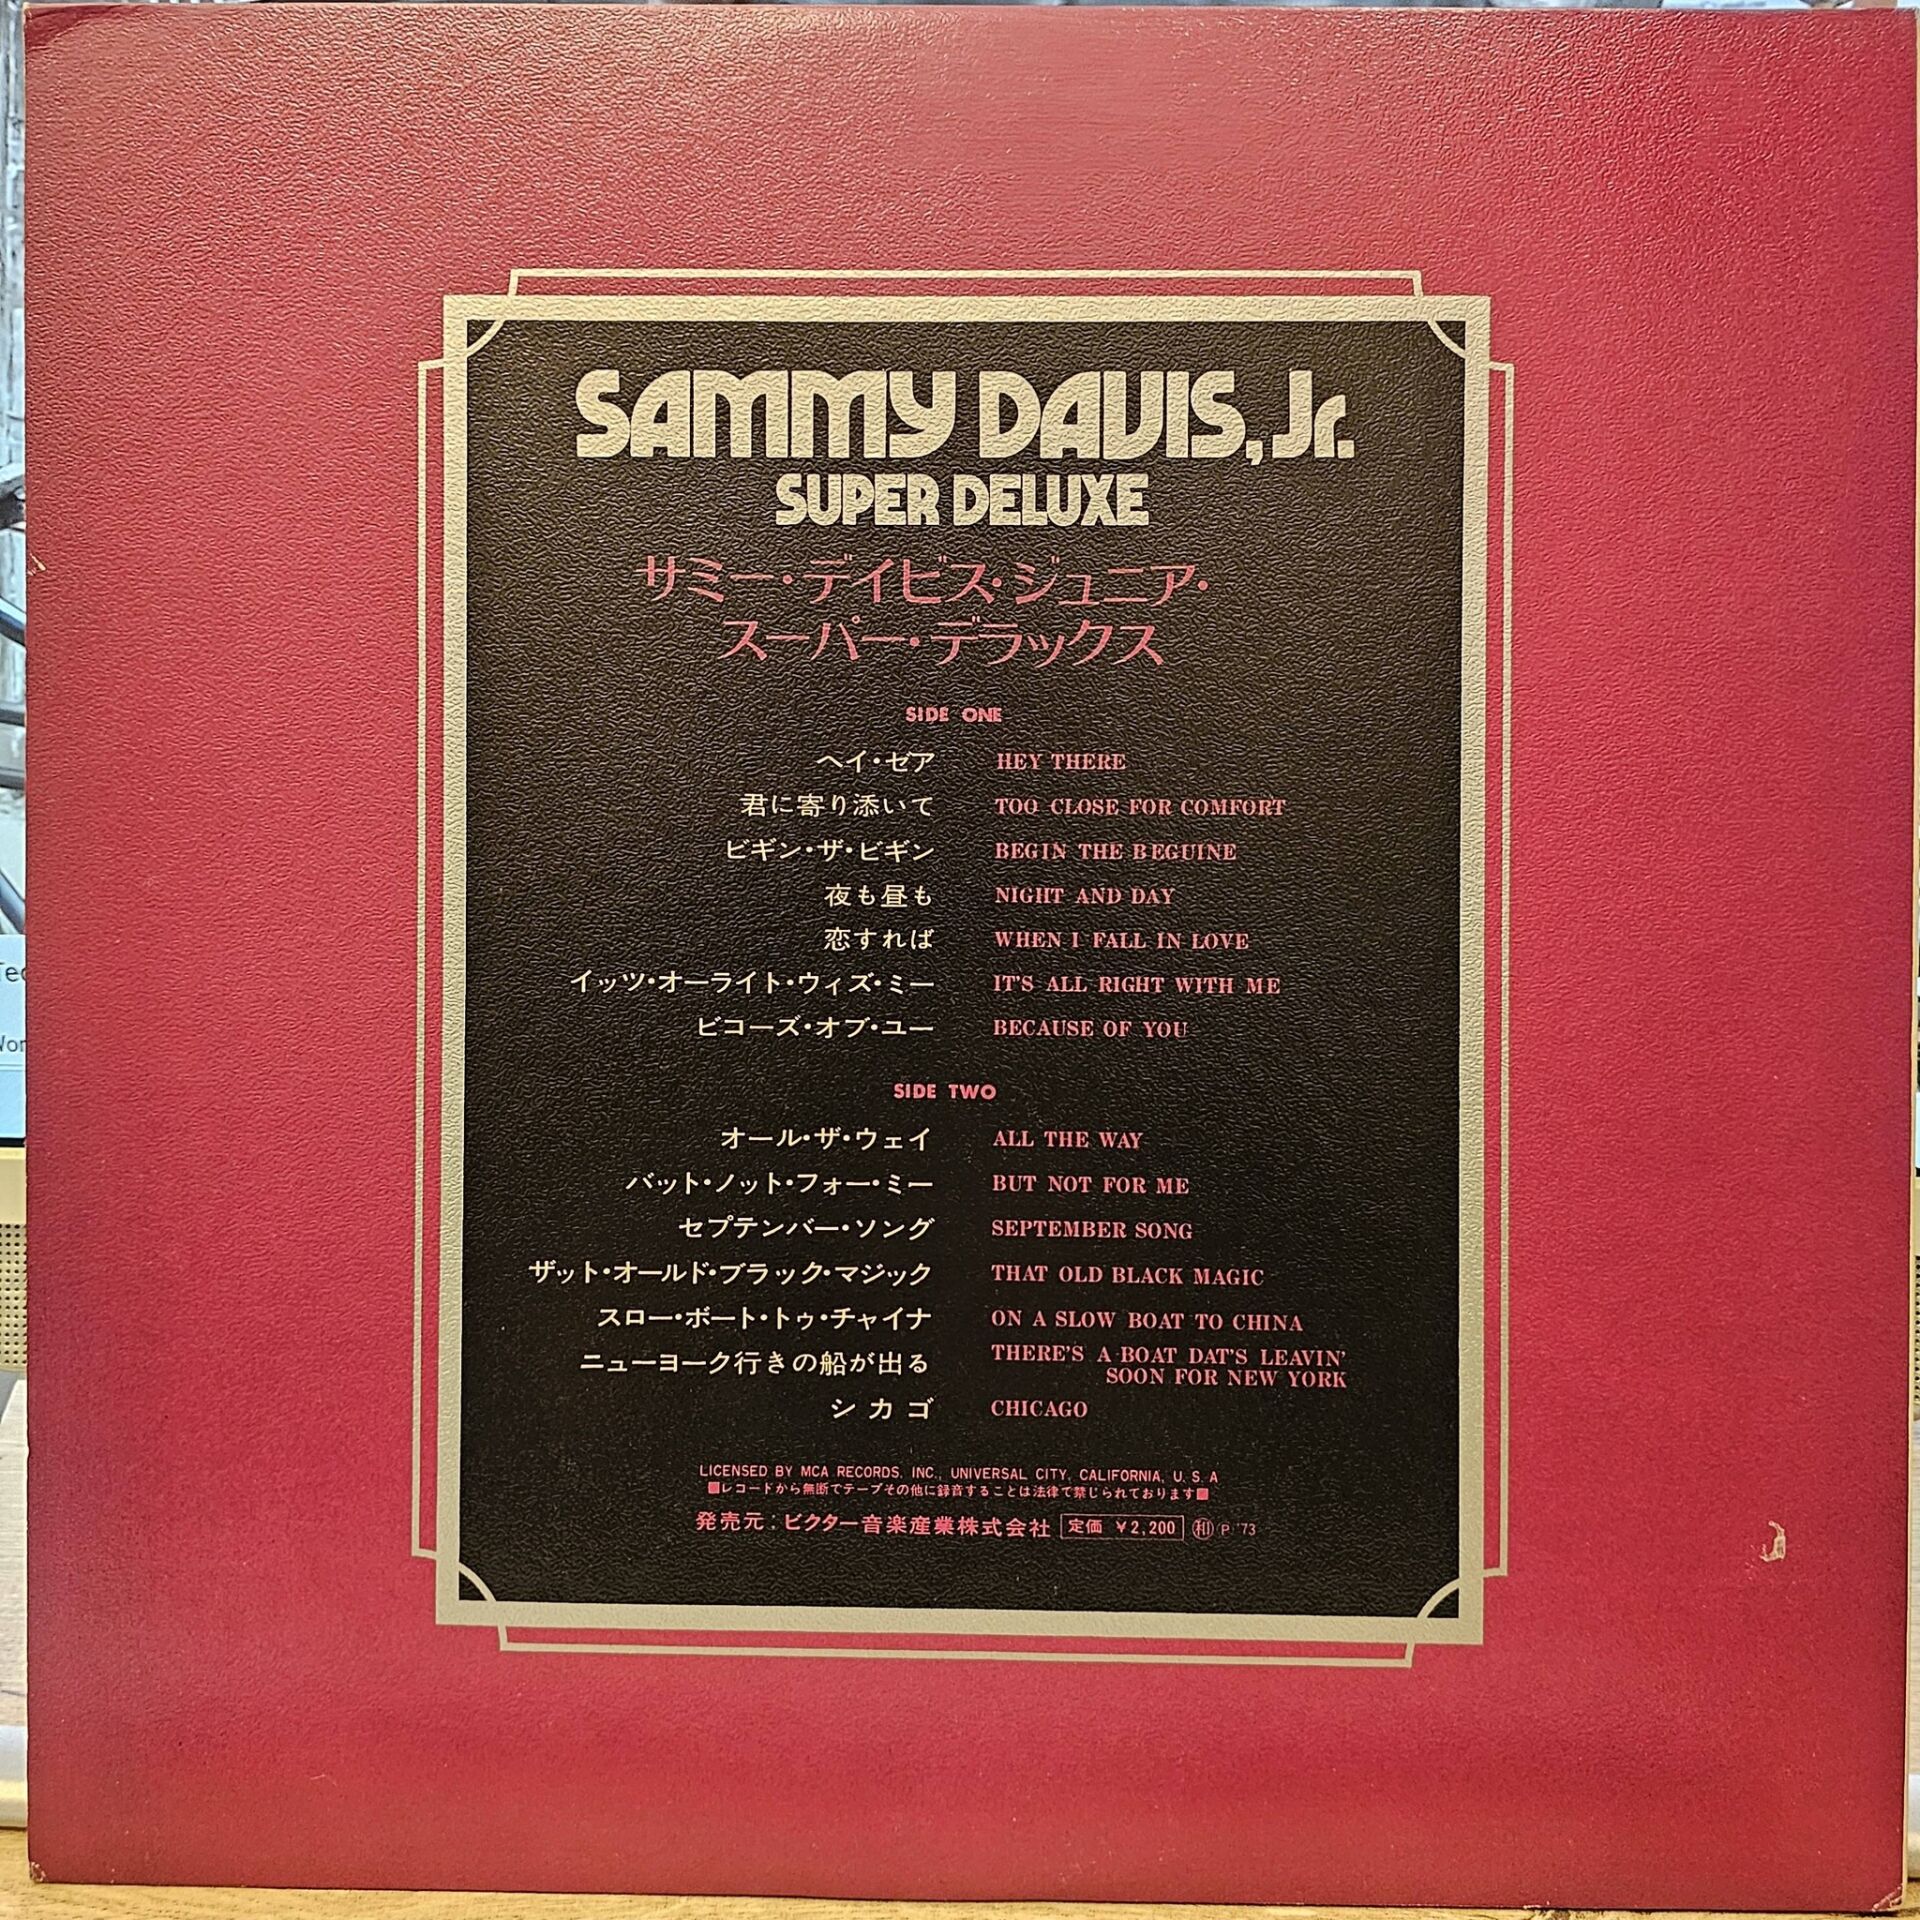 SAMMY DAVIS, Jr.
SUPER DELUXE
サミー・デイビス・ジュニア・
スーパー・デラックス
SIDE ONE
ヘイ・ゼア HEY THERE
君に寄り添いて TOO CLOSE FOR COMFORT
ビギン・ザ・ビギン BEGIN THE BEGUINE
夜も昼も NIGHT AND DAY
恋すれば WHEN I FALL IN LOVE
イッツ・オーライト・ウィズ・ミー IT'S ALL RIGHT WITH ME
ビコーズ・オブ・ユー BECAUSE OF YOU
SIDE TWO
オール・ザ・ウェイ ALL THE WAY
バット・ノット・フォー・ミー BUT NOT FOR ME
セプテンバー・ソング SEPTEMBER SONG
ザット・オールド・ブラック・マジック THAT OLD BLACK MAGIC
スロー・ボート・トゥ・チャイナ ON A SLOW BOAT TO CHINA
ニューヨーク行きの船が出る THERE'S A BOAT DAT'S LEAVIN'
SOON FOR NEW YORK
シカゴ CHICAGO
LICENSED BY MCA RECORDS, INC., UNIVERSAL CITY, CALIFORNIA, U. S. A
■レコードから無断でテープその他に録音することは法律で禁じられております■
発売元：ビクター音楽産業株式会社 定価 ￥2,200 ㊒ Ⓟ '73